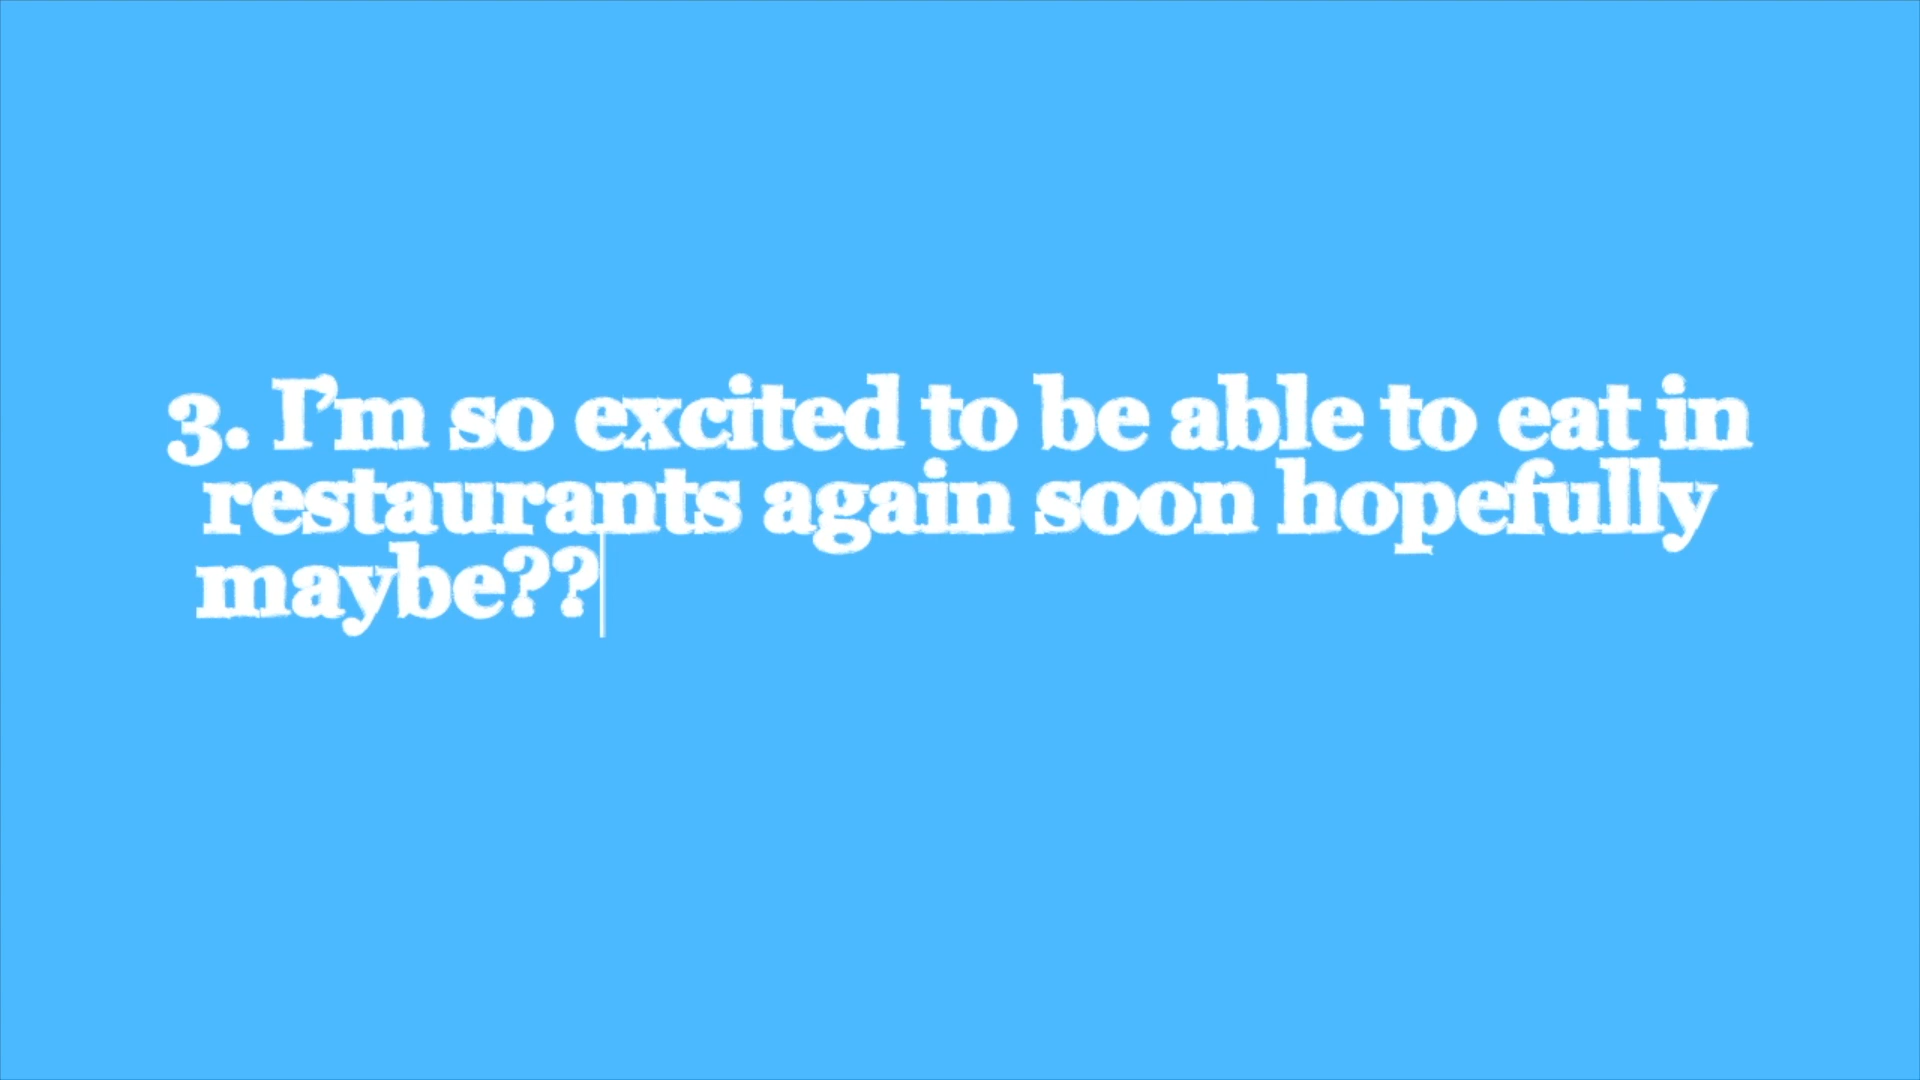 3. I'm so excited to be able to eat in
restaurants again soon hopefully
maybe??